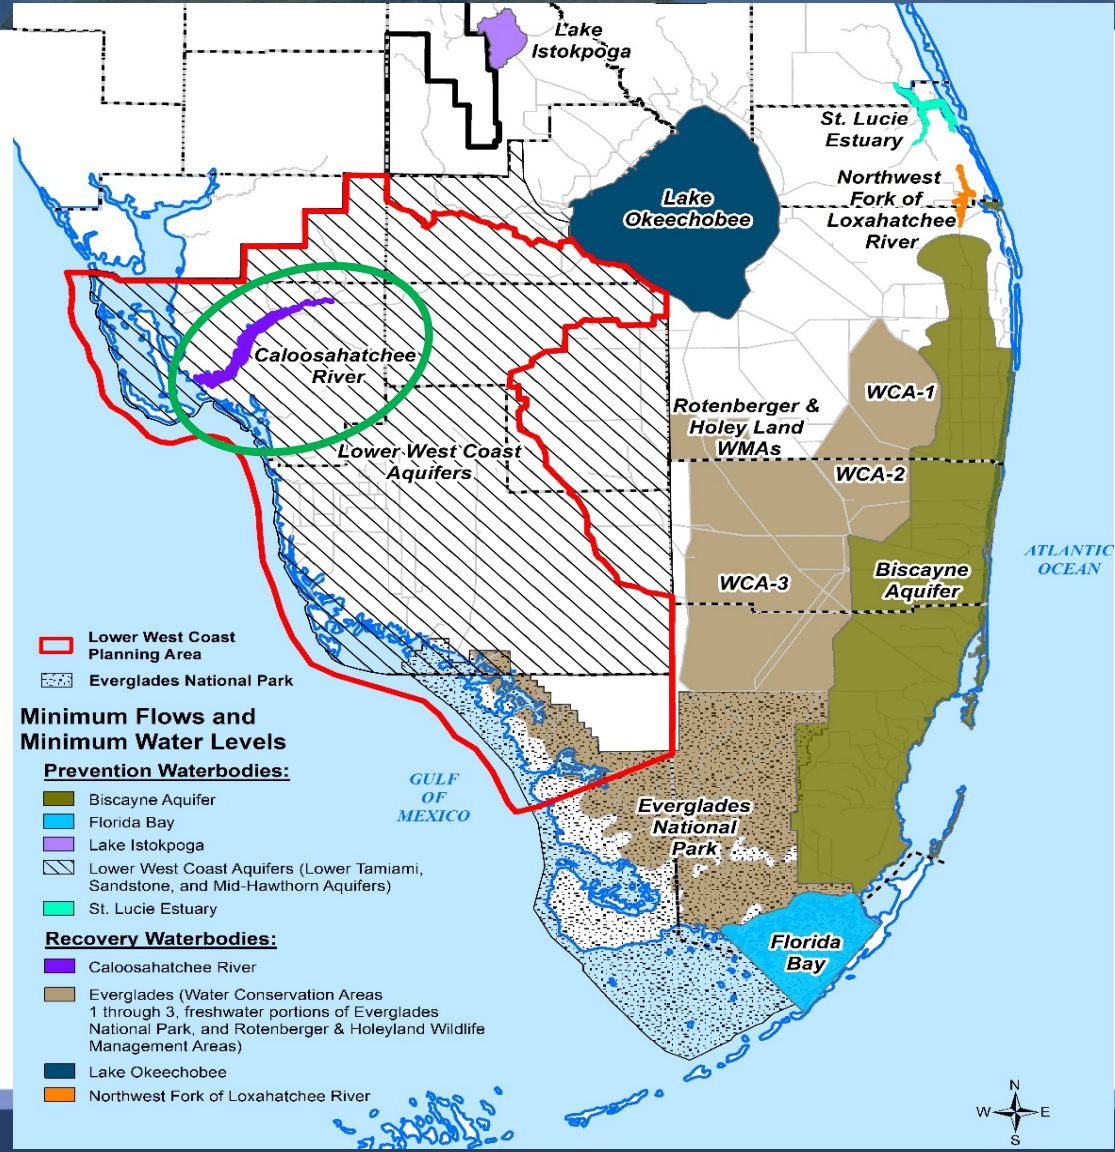 Lake
Istokpoga
St. Lucie
Estuary
Northwest
Fork of
Loxahatchee
River
Lake
Okeechobee
Caloosahatchee
River
WCA-1
Rotenberger &
Holey Land
WMAs
Lower West Coast
Aquifers
WCA-2
ATLANTIC
OCEAN
WCA-3
Biscayne
Aquifer
Lower West Coast
Planning Area
Everglades National Park
Minimum Flows and
Minimum Water Levels
Prevention Waterbodies:
Biscayne Aquifer
Florida Bay
Lake Istokpoga
Lower West Coast Aquifers (Lower Tamiami,
Sandstone, and Mid-Hawthorn Aquifers)
St. Lucie Estuary
Recovery Waterbodies:
Caloosahatchee River
Everglades (Water Conservation Areas
1 through 3, freshwater portions of Everglades
National Park, and Rotenberger & Holeyland Wildlife
Management Areas)
Lake Okeechobee
Northwest Fork of Loxahatchee River
GULF
OF
MEXICO
Everglades
National
Park
Florida
Bay
N
W
E
S